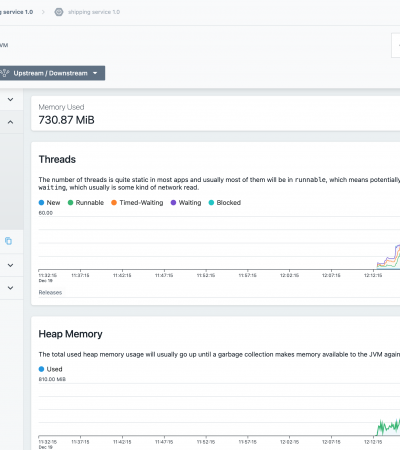 g service 1.0 shipping service 1.0
VM
Upstream / Downstream
Memory Used
730.87 MiB
Threads
The number of threads is quite static in most apps and usually most of them will be in runnable, which means potentially
waiting, which usually is some kind of network read.
New Runnable Timed-Waiting Waiting Blocked
60.00
11:32:15 11:37:15 11:42:15 11:47:15 11:52:15 11:57:15 12:02:15 12:07:15 12:12:15
Dec 19
Releases
Heap Memory
The total used heap memory usage will usually go up until a garbage collection makes memory available to the JVM again
Used
810.00 MiB
11:32:15 11:37:15 11:42:15 11:47:15 11:52:15 11:57:15 12:02:15 12:07:15 12:12:15
Dec 19